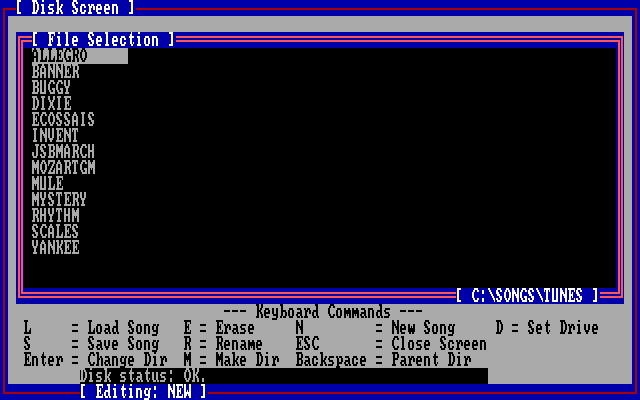 [ Disk Screen ]
[ File Selection ]
ALLEGRO
BANNER
BUGGY
DIXIE
ECOSSAIS
INVENT
JSBMARCH
MOZARTGM
MULE
MYSTERY
RHYTHM
SCALES
YANKEE
[ C:\SONGS\TUNES ]
--- Keyboard Commands ---
L = Load Song E = Erase N = New Song D = Set Drive
S = Save Song R = Rename ESC = Close Screen
Enter = Change Dir M = Make Dir Backspace = Parent Dir
Disk status: OK.
[ Editing: NEW ]